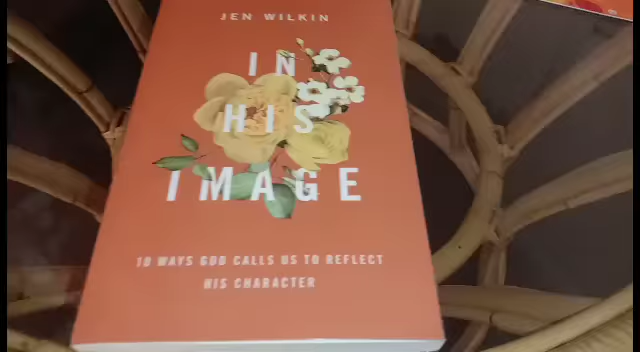 JEN WILKIN
IN
HIS
IMAGE
10 WAYS GOD CALLS US TO REFLECT
HIS CHARACTER